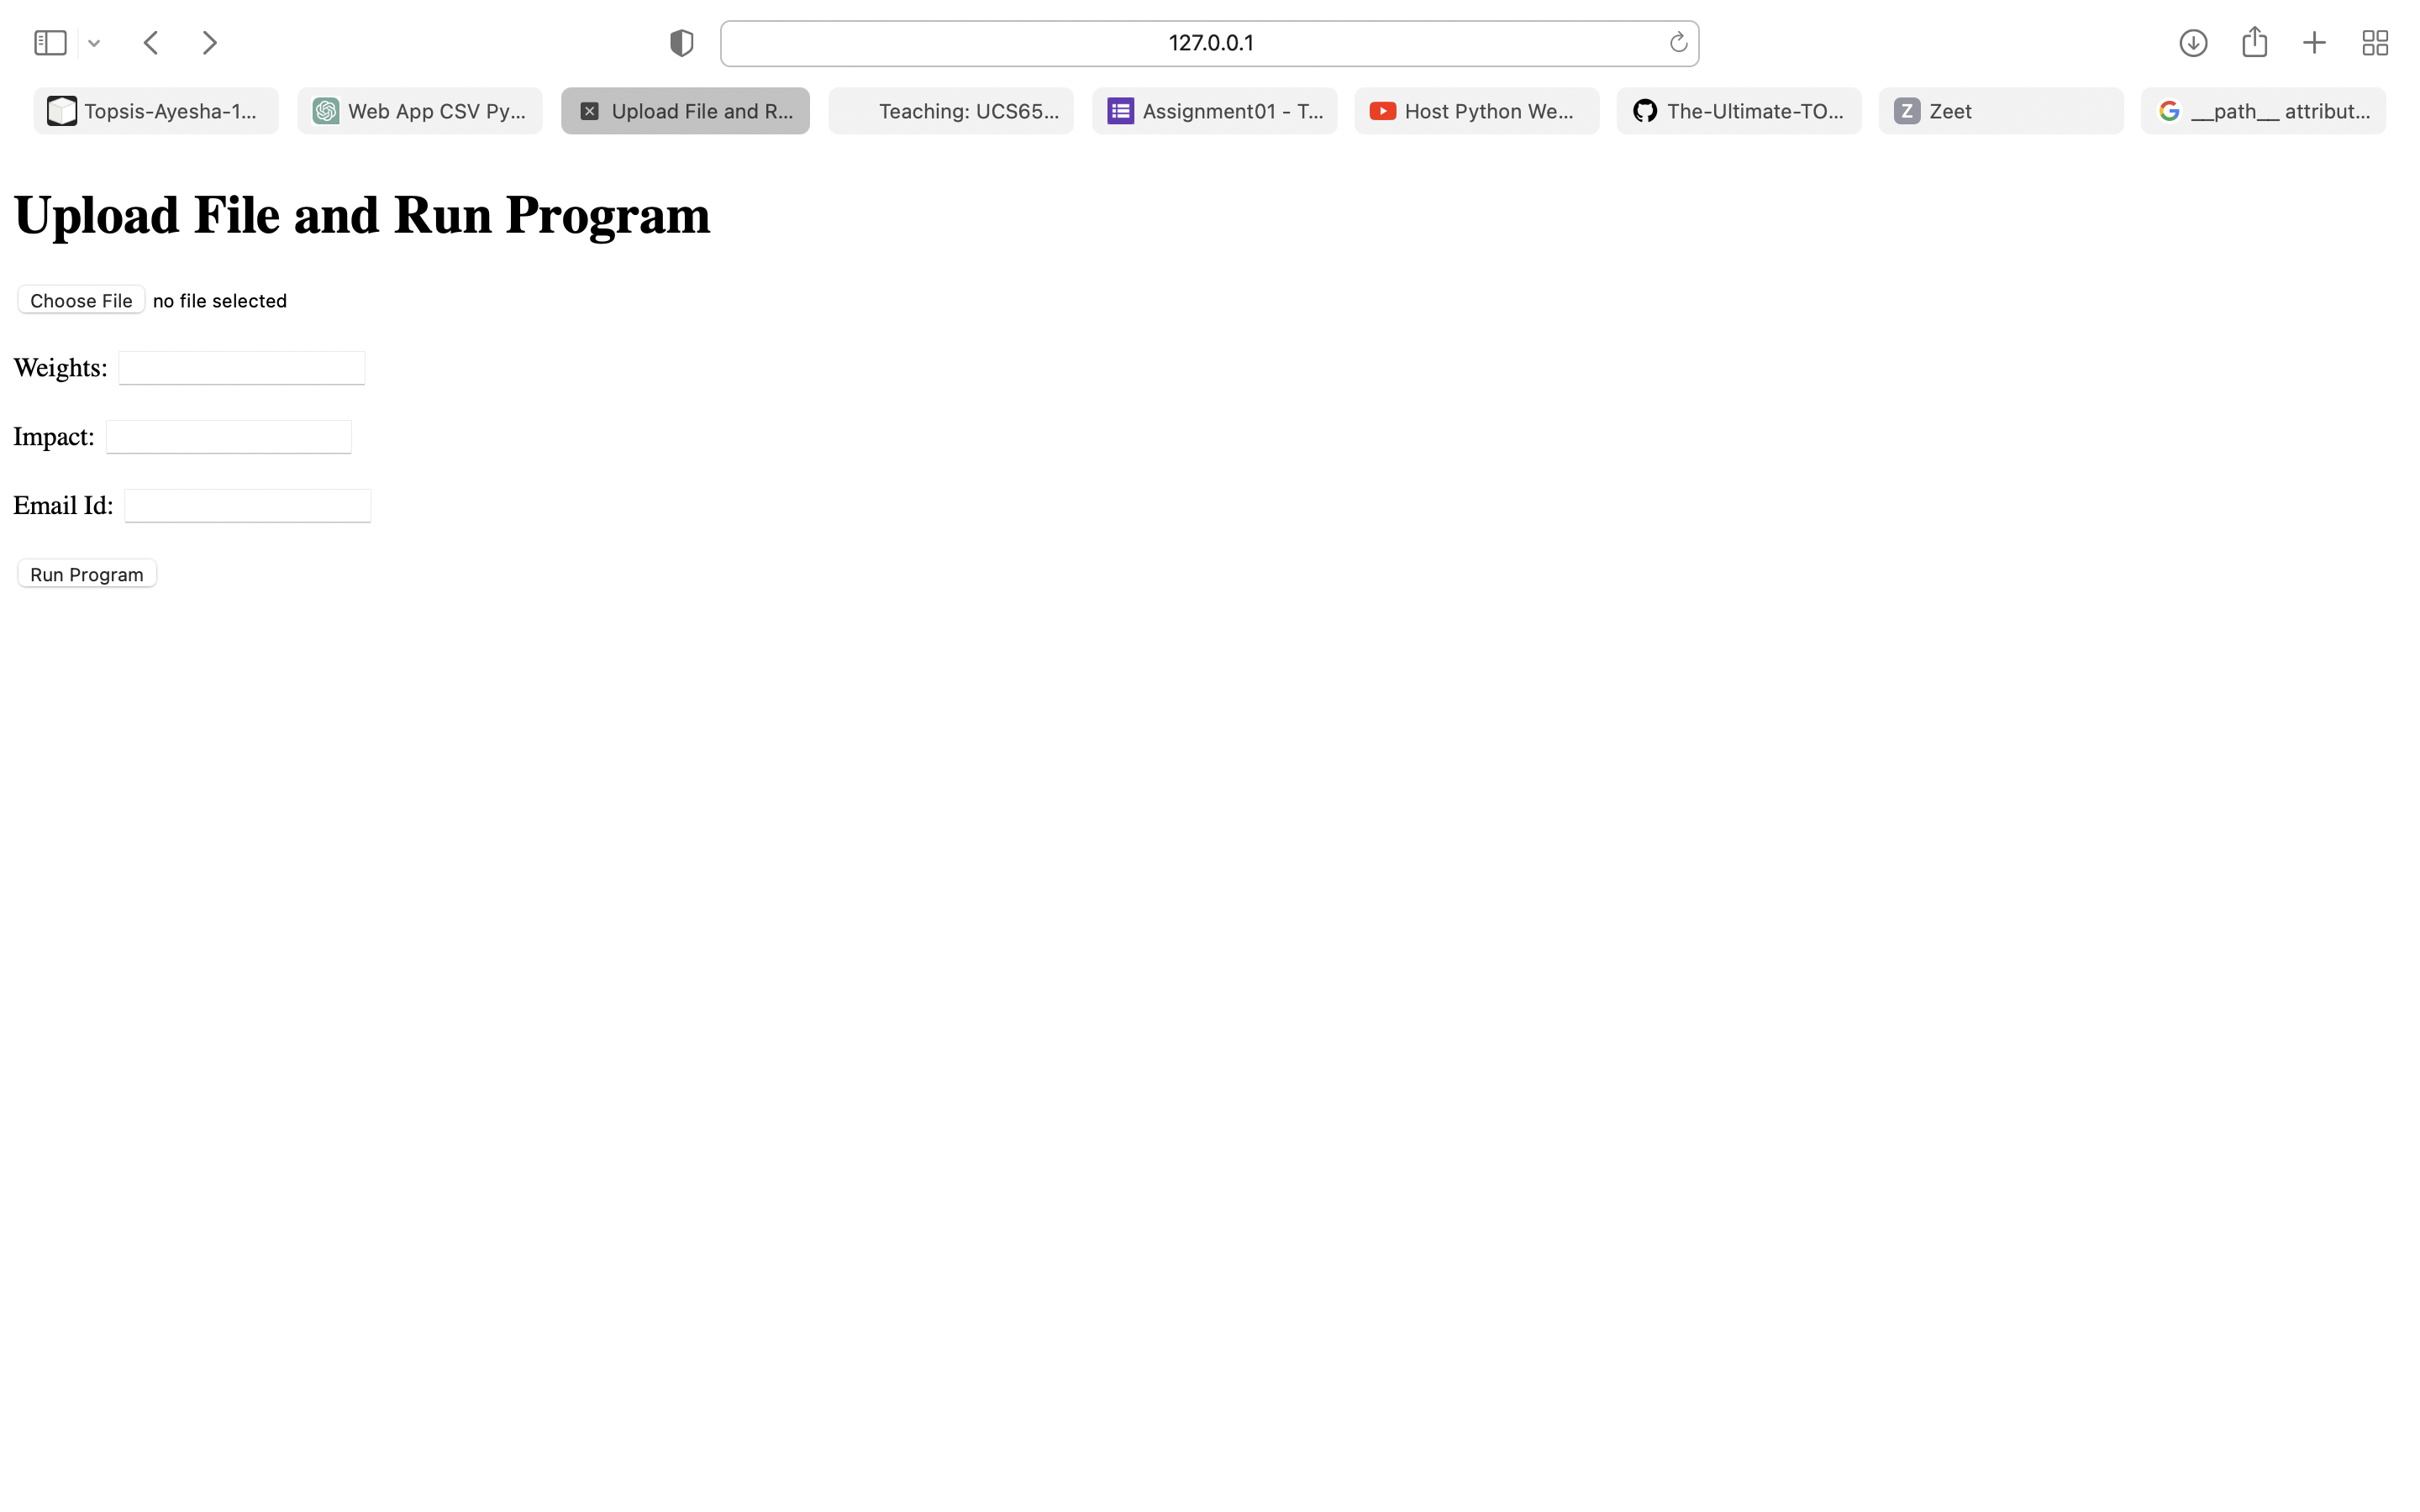 127.0.0.1
Topsis-Ayesha-1...
Web App CSV Py...
Upload File and R...
Teaching: UCS65...
Assignment01 - T...
Host Python We...
The-Ultimate-TO...
Z Zeet
__path__ attribut...
Upload File and Run Program
Choose File no file selected
Weights:
Impact:
Email Id:
Run Program